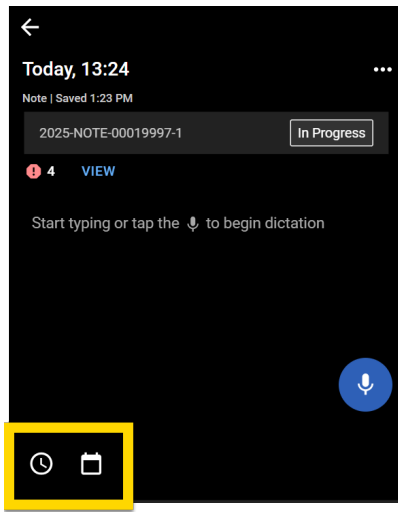 Today, 13:24
Note | Saved 1:23 PM
2025-NOTE-00019997-1 In Progress
4 VIEW
Start typing or tap the to begin dictation